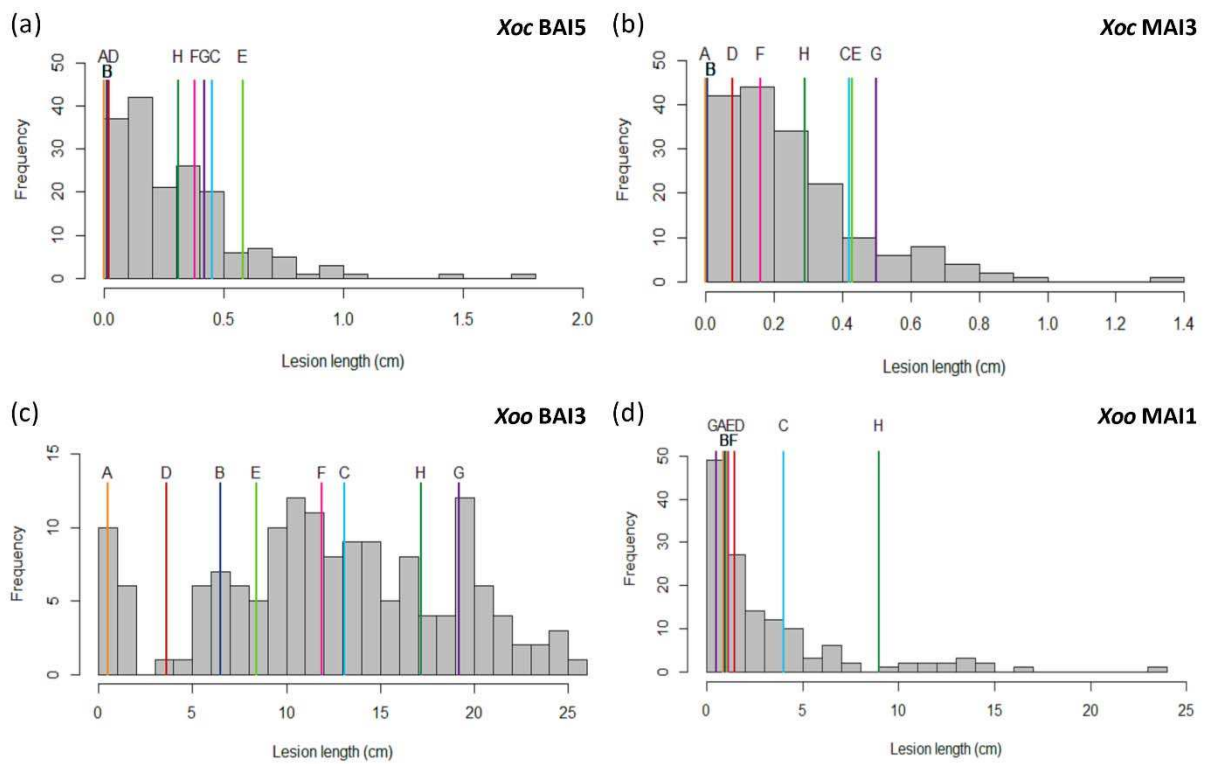 (a)
Xoc BAI5
AD H FGC E
B
Frequency
0 10 20 30 40 50
0.0 0.5 1.0 1.5 2.0
Lesion length (cm)
(b)
Xoc MAI3
A D F H CE G
B
Frequency
0 10 20 30 40 50
0.0 0.2 0.4 0.6 0.8 1.0 1.2 1.4
Lesion length (cm)
(c)
Xoo BAI3
A D B E F C H G
Frequency
0 5 10 15
0 5 10 15 20 25
Lesion length (cm)
(d)
Xoo MAI1
GAED C H
BF
Frequency
0 10 20 30 40 50
0 5 10 15 20 25
Lesion length (cm)